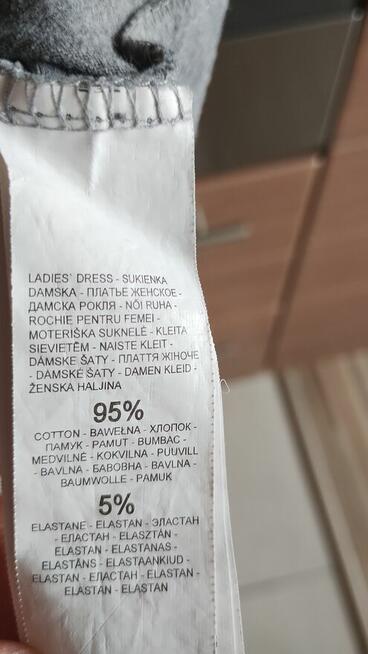 LADIES' DRESS - SUKIENKA
DAMSKA - ПЛАТЬЕ ЖЕНСКОЕ -
ДАМСКА РОКЛЯ - NŐI RUHA -
ROCHIE PENTRU FEMEI -
MOTERIŠKA SUKNELĖ - KLEITA
SIEVIETĒM - NAISTE KLEIT -
DÁMSKE ŠATY - ПЛАТТЯ ЖІНОЧЕ
- DÁMSKÉ ŠATY - DAMEN KLEID -
ŽENSKA HALJINA
95%
COTTON - BAWEŁNA - ХЛОПОК -
ПАМУК - PAMUT - BUMBAC -
MEDVILNĖ - KOKVILNA - PUUVILL
- BAVLNA - БАВОВНА - BAVLNA -
BAUMWOLLE - PAMUK
5%
ELASTANE - ELASTAN - ЭЛАСТАН
- ЕЛАСТАН - ELASZTÁN -
ELASTAN - ELASTANAS -
ELASTĀNS - ELASTAANKIUD -
ELASTAN - ЕЛАСТАН - ELASTAN -
ELASTAN - ELASTAN